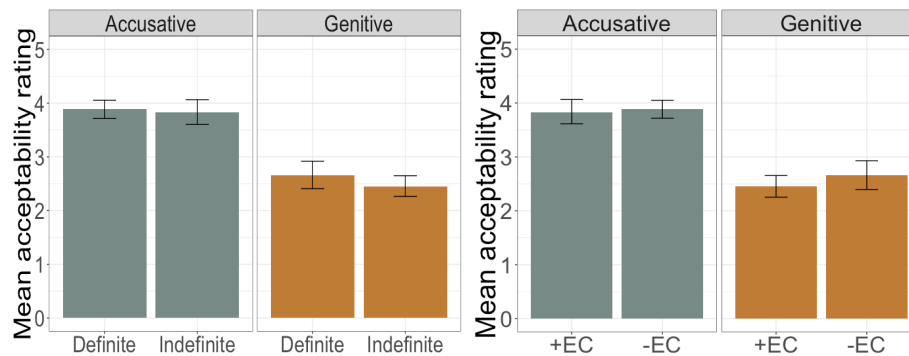 Accusative Genitive
Mean acceptability rating
5
4
3
2
1
0
Definite Indefinite Definite Indefinite
Accusative Genitive
Mean acceptability rating
5
4
3
2
1
0
+EC -EC +EC -EC